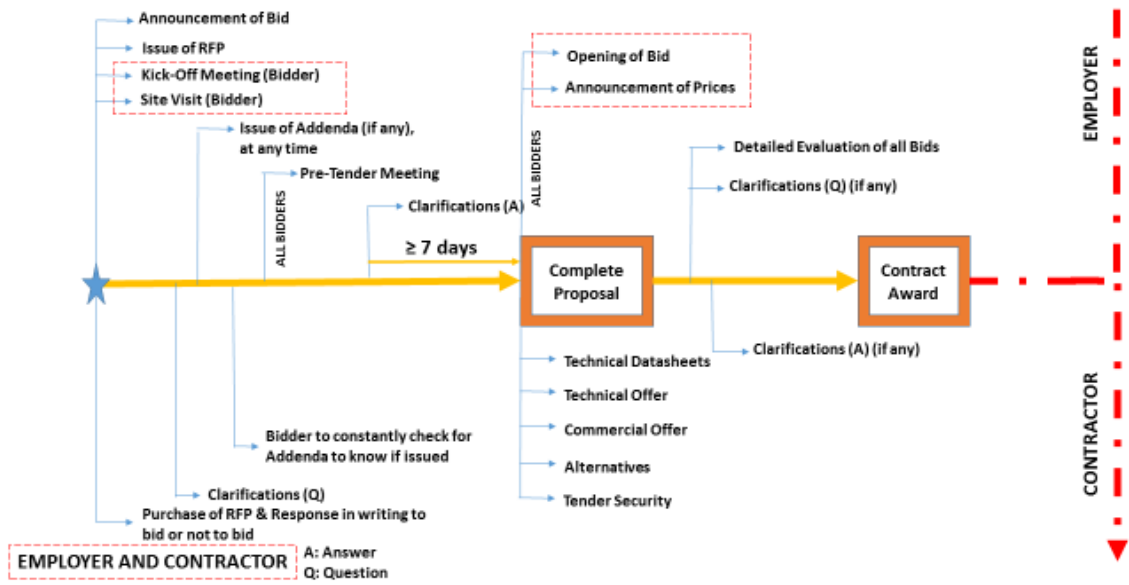 Announcement of Bid
Issue of RFP
Kick-Off Meeting (Bidder)
Site Visit (Bidder)
Issue of Addenda (if any),
at any time
Pre-Tender Meeting
ALL BIDDERS
Clarifications (A)
≥ 7 days
Opening of Bid
Announcement of Prices
ALL BIDDERS
Detailed Evaluation of all Bids
Clarifications (Q) (if any)
EMPLOYER
Complete
Proposal
Contract
Award
Clarifications (A) (if any)
Technical Datasheets
Technical Offer
Commercial Offer
Alternatives
Tender Security
CONTRACTOR
Bidder to constantly check for
Addenda to know if issued
Clarifications (Q)
Purchase of RFP & Response in writing to
bid or not to bid
EMPLOYER AND CONTRACTOR
A: Answer
Q: Question